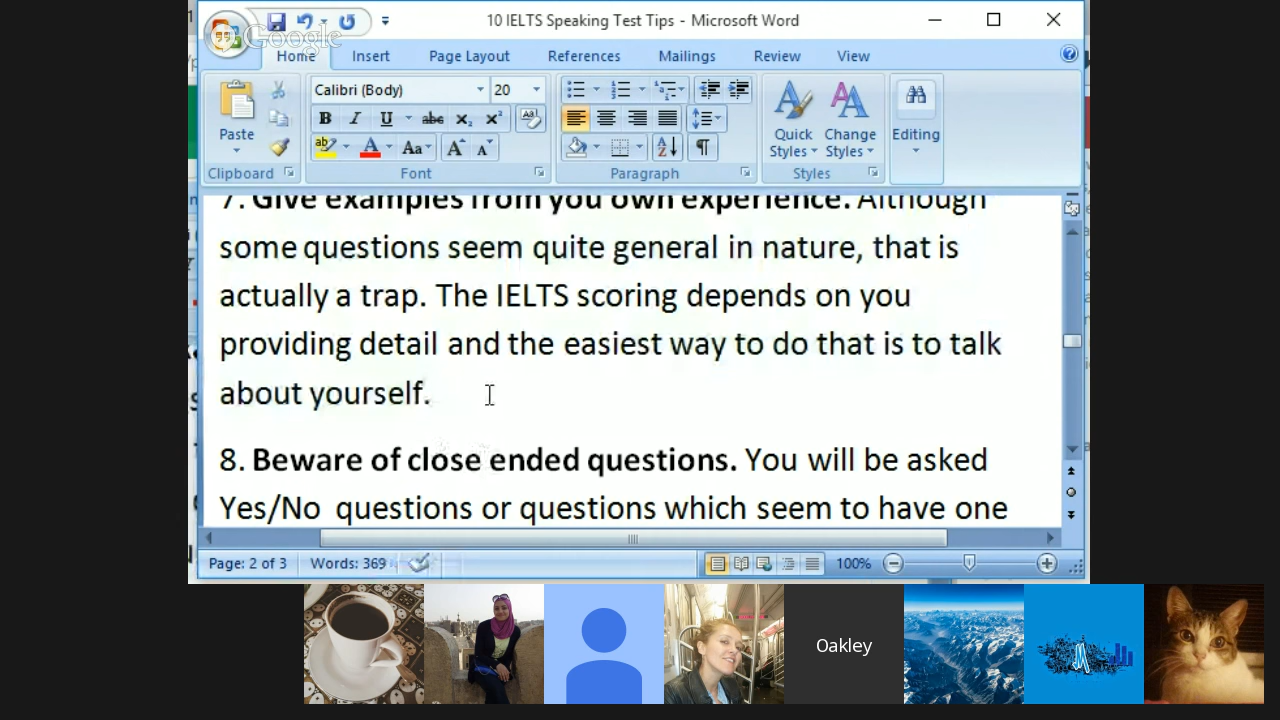 10 IELTS Speaking Test Tips - Microsoft Word
Google
Home Insert Page Layout References Mailings Review View
Calibri (Body) 20
Paste
Quick Styles
Change Styles
Editing
Clipboard Font Paragraph Styles
7. Give examples from you own experience. Although
some questions seem quite general in nature, that is
actually a trap. The IELTS scoring depends on you
providing detail and the easiest way to do that is to talk
about yourself.
8. Beware of close ended questions. You will be asked
Yes/No questions or questions which seem to have one
Page: 2 of 3 Words: 369 100%
Oakley